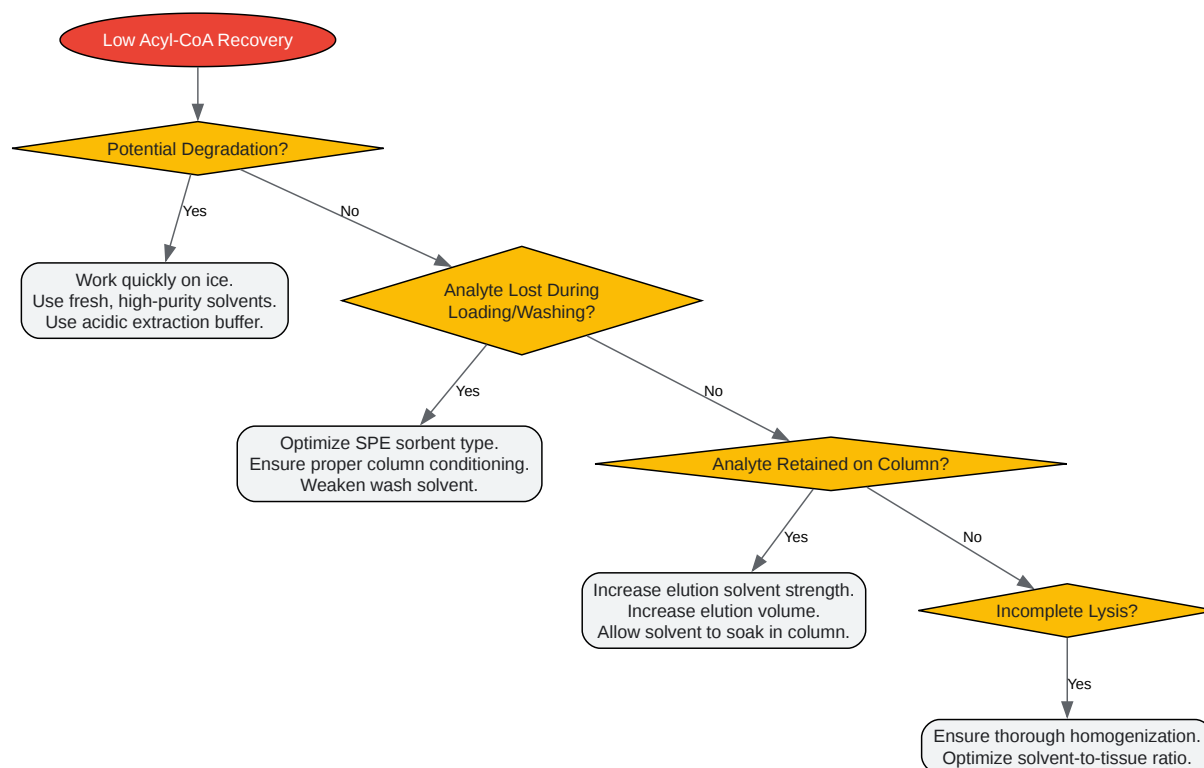 Low Acyl-CoA Recovery
Potential Degradation?
Yes
No
Work quickly on ice.
Use fresh, high-purity solvents.
Use acidic extraction buffer.
Analyte Lost During
Loading/Washing?
Yes
No
Optimize SPE sorbent type.
Ensure proper column conditioning.
Weaken wash solvent.
Analyte Retained on Column?
Yes
No
Increase elution solvent strength.
Increase elution volume.
Allow solvent to soak in column.
Incomplete Lysis?
Yes
Ensure thorough homogenization.
Optimize solvent-to-tissue ratio.